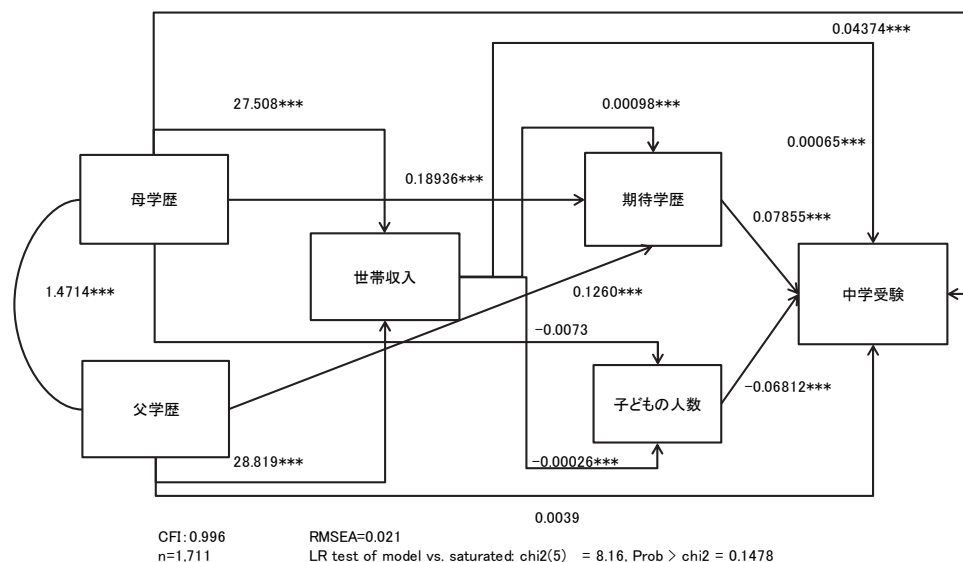 0.04374***
27.508***
0.00098***
0.00065***
母学歴
0.18936***
期待学歴
0.07855***
世帯収入
中学受験
1.4714***
0.1260***
−0.0073
父学歴
子どもの人数
−0.06812***
28.819***
−0.00026***
0.0039
CFI: 0.996 RMSEA=0.021
n=1,711 LR test of model vs. saturated: chi2(5) = 8.16, Prob > chi2 = 0.1478